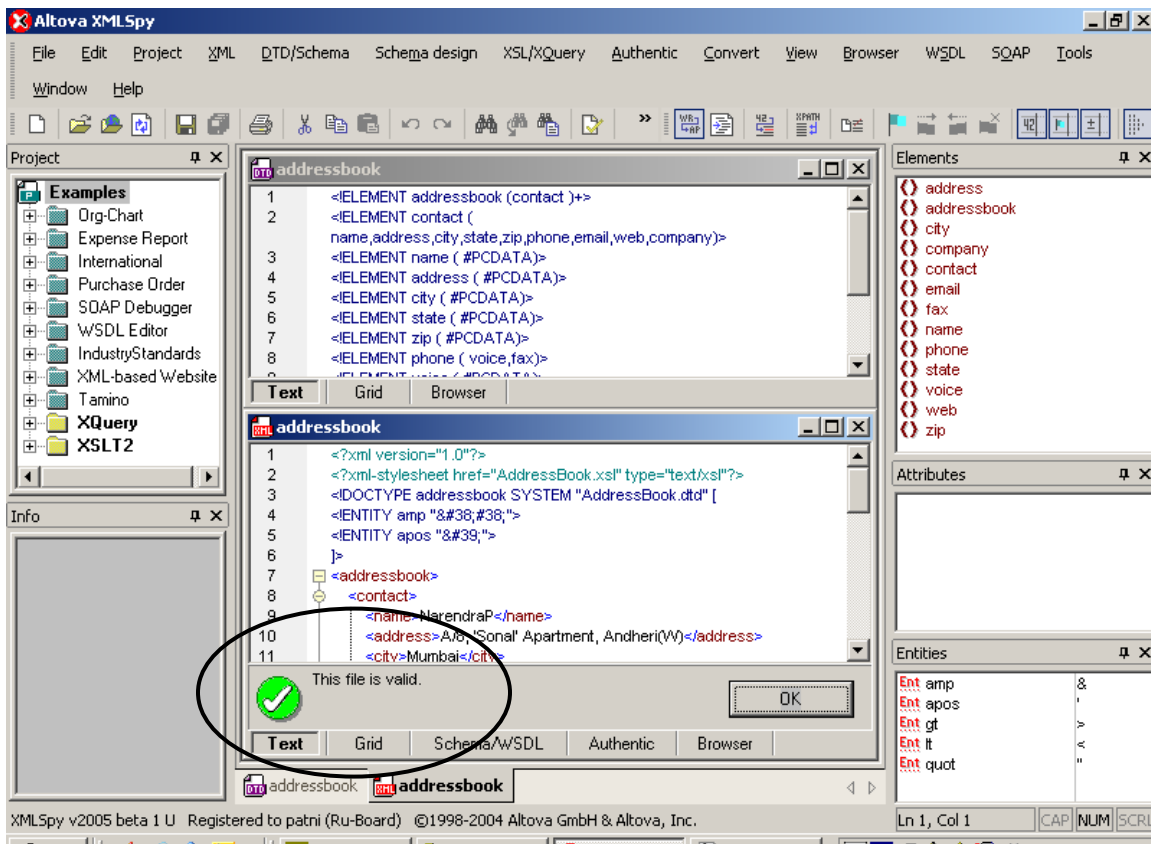 Altova XMLSpy
File Edit Project XML DTD/Schema Schema design XSL/XQuery Authentic Convert View Browser WSDL SOAP Tools
Window Help
Project
Examples
Org-Chart
Expense Report
International
Purchase Order
SOAP Debugger
WSDL Editor
IndustryStandards
XML-based Website
Tamino
XQuery
XSLT2
Info
addressbook
1 <!ELEMENT addressbook (contact )+>
2 <!ELEMENT contact (
name,address,city,state,zip,phone,email,web,company)>
3 <!ELEMENT name ( #PCDATA)>
4 <!ELEMENT address ( #PCDATA)>
5 <!ELEMENT city ( #PCDATA)>
6 <!ELEMENT state ( #PCDATA)>
7 <!ELEMENT zip ( #PCDATA)>
8 <!ELEMENT phone ( voice,fax)>
Text Grid Browser
addressbook
1 <?xml version="1.0"?>
2 <?xml-stylesheet href="AddressBook.xsl" type="text/xsl"?>
3 <!DOCTYPE addressbook SYSTEM "AddressBook.dtd" [
4 <!ENTITY amp "&#38;#38;">
5 <!ENTITY apos "&#39;">
6 ]>
7 <addressbook>
8 <contact>
9 <name>NarendraP</name>
10 <address>A/8, 'Sonal' Apartment, Andheri(W)</address>
11 <city>Mumbai</city>
This file is valid.
OK
Text Grid Schema/WSDL Authentic Browser
addressbook addressbook
Elements
address
addressbook
city
company
contact
email
fax
name
phone
state
voice
web
zip
Attributes
Entities
Ent amp &
Ent apos '
Ent gt >
Ent lt <
Ent quot "
XMLSpy v2005 beta 1 U Registered to patni (Ru-Board) ©1998-2004 Altova GmbH & Altova, Inc. Ln 1, Col 1 CAP NUM SCRL